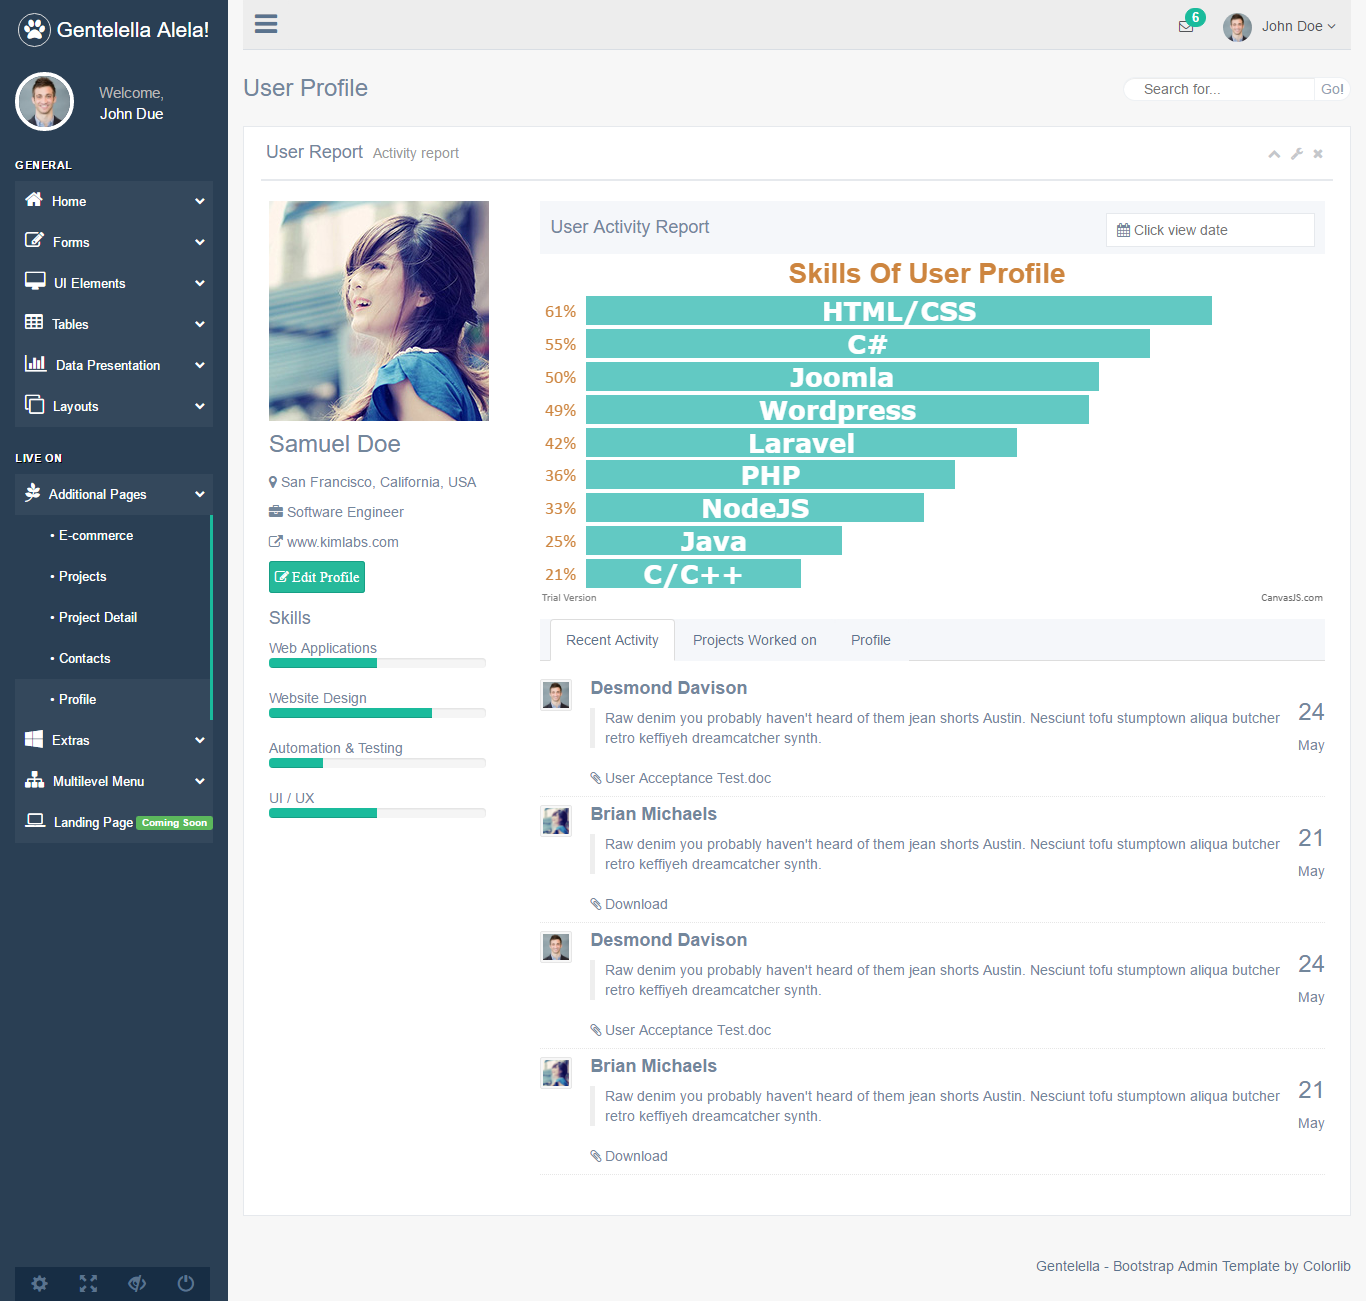 Gentelella Alela!
Welcome,
John Due
GENERAL
Home
Forms
UI Elements
Tables
Data Presentation
Layouts
LIVE ON
Additional Pages
E-commerce
Projects
Project Detail
Contacts
Profile
Extras
Multilevel Menu
Landing Page Coming Soon
6
John Doe
User Profile
Search for... Go!
User Report Activity report
Samuel Doe
San Francisco, California, USA
Software Engineer
www.kimlabs.com
Edit Profile
Skills
Web Applications
Website Design
Automation & Testing
UI / UX
User Activity Report
Click view date
Skills Of User Profile
61% HTML/CSS
55% C#
50% Joomla
49% Wordpress
42% Laravel
36% PHP
33% NodeJS
25% Java
21% C/C++
Trial Version CanvasJS.com
Recent Activity Projects Worked on Profile
Desmond Davison
Raw denim you probably haven't heard of them jean shorts Austin. Nesciunt tofu stumptown aliqua butcher
retro keffiyeh dreamcatcher synth.
24
May
User Acceptance Test.doc
Brian Michaels
Raw denim you probably haven't heard of them jean shorts Austin. Nesciunt tofu stumptown aliqua butcher
retro keffiyeh dreamcatcher synth.
21
May
Download
Desmond Davison
Raw denim you probably haven't heard of them jean shorts Austin. Nesciunt tofu stumptown aliqua butcher
retro keffiyeh dreamcatcher synth.
24
May
User Acceptance Test.doc
Brian Michaels
Raw denim you probably haven't heard of them jean shorts Austin. Nesciunt tofu stumptown aliqua butcher
retro keffiyeh dreamcatcher synth.
21
May
Download
Gentelella - Bootstrap Admin Template by Colorlib